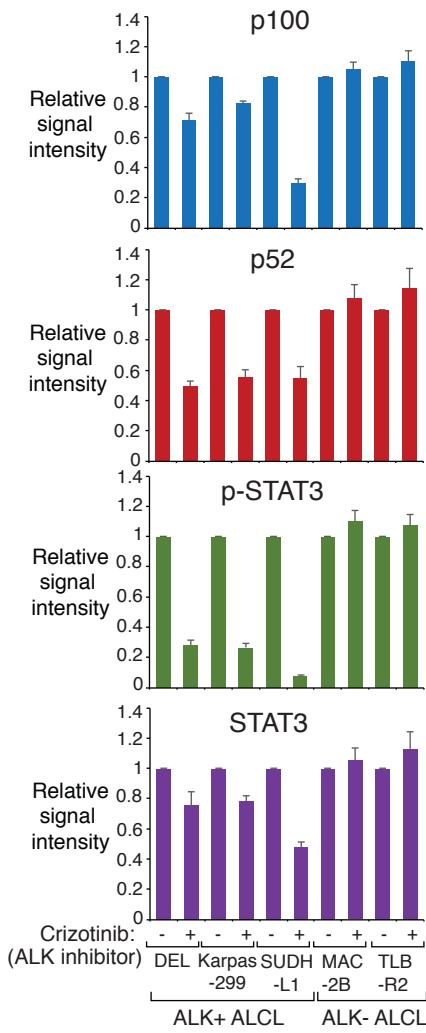 p100
1.4
1.2
1
0.8
0.6
0.4
0.2
0
Relative
signal
intensity
p52
1.4
1.2
1
0.8
0.6
0.4
0.2
0
Relative
signal
intensity
p-STAT3
1.4
1.2
1
0.8
0.6
0.4
0.2
0
Relative
signal
intensity
STAT3
1.4
1.2
1
0.8
0.6
0.4
0.2
0
Relative
signal
intensity
Crizotinib: - + - + - + - + - +
(ALK inhibitor) DEL Karpas SUDH MAC TLB
-299 -L1 -2B -R2
ALK+ ALCL ALK- ALCL